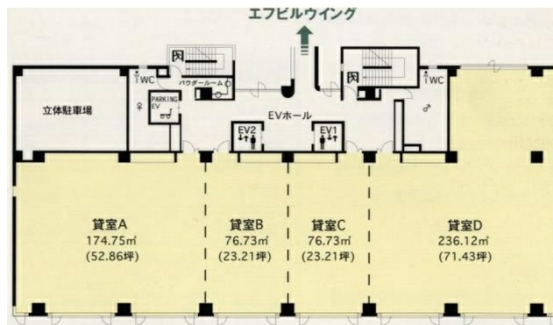 エフビルウイング
WC
WC
パウダールーム
立体駐車場
♀
PARKING
EV
EVホール
♂
EV2
EV1
貸室A
174.75㎡
(52.86坪)
貸室B
76.73㎡
(23.21坪)
貸室C
76.73㎡
(23.21坪)
貸室D
236.12㎡
(71.43坪)